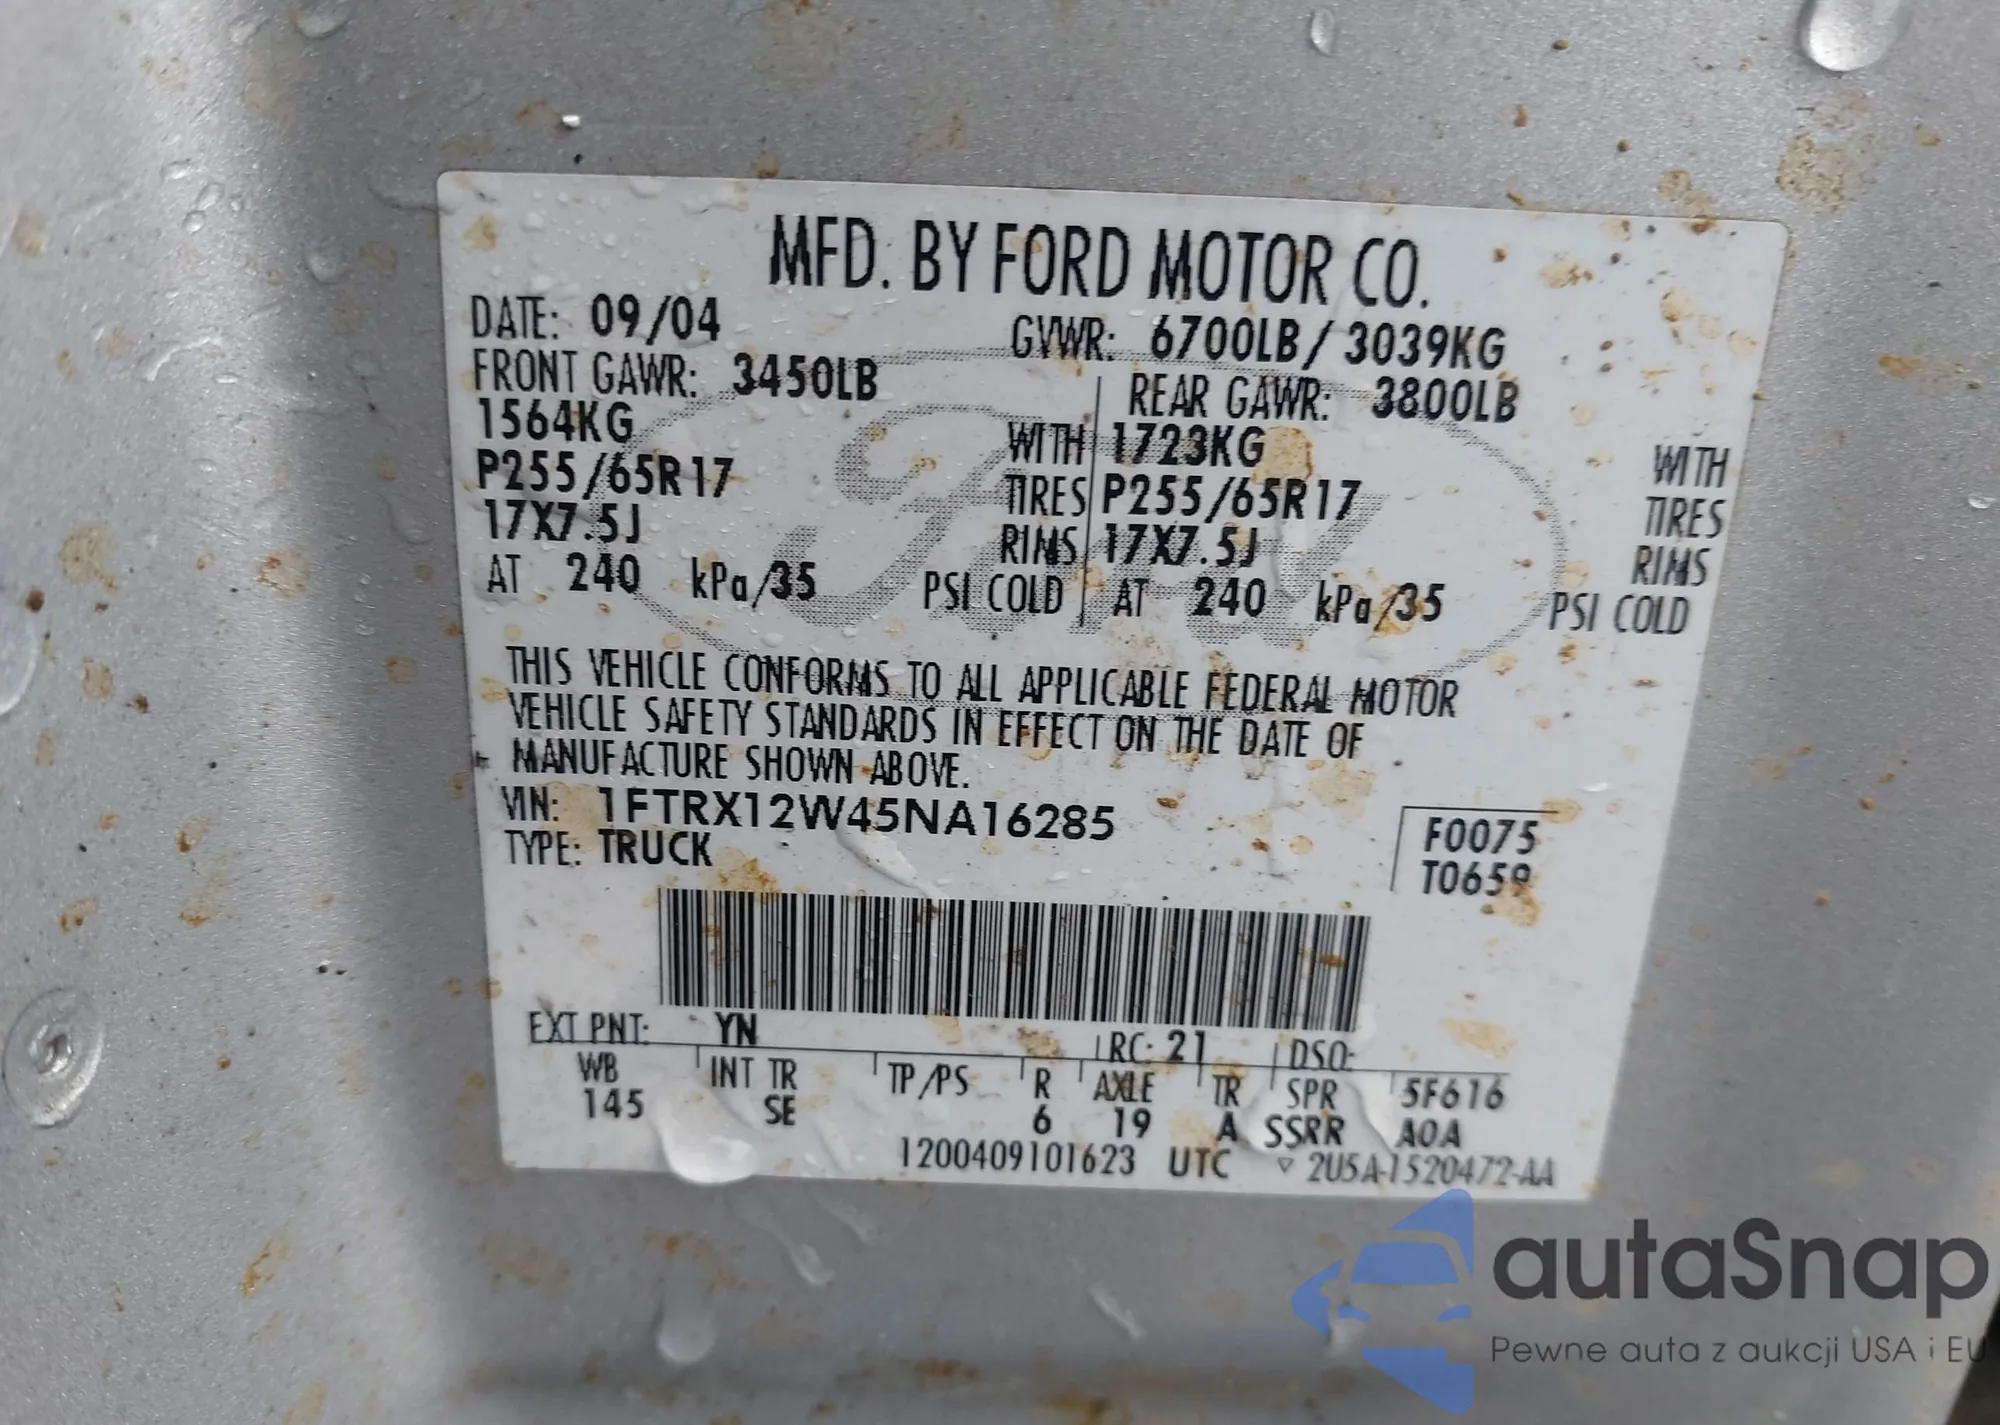 MFD. BY FORD MOTOR CO.
DATE: 09/04 GVWR: 6700LB / 3039KG
FRONT GAWR: 3450LB REAR GAWR: 3800LB
1564KG WITH 1723KG WITH
P255/65R17 TIRES P255/65R17 TIRES
17X7.5J RIMS 17X7.5J RIMS
AT 240 kPa/35 PSI COLD AT 240 kPa/35 PSI COLD
THIS VEHICLE CONFORMS TO ALL APPLICABLE FEDERAL MOTOR
VEHICLE SAFETY STANDARDS IN EFFECT ON THE DATE OF
MANUFACTURE SHOWN ABOVE.
VIN: 1FTRX12W45NA16285 F0075
TYPE: TRUCK T0659
EXT PNT: YN RC: 21 DSO:
WB INT TR TP/PS R AXLE TR SPR 5F616
145 SE 6 19 A SSRR A0A
1200409101623 UTC ▽ 2U5A-1520472-AA
Ford
autaSnap
Pewne auta z aukcji USA i EU